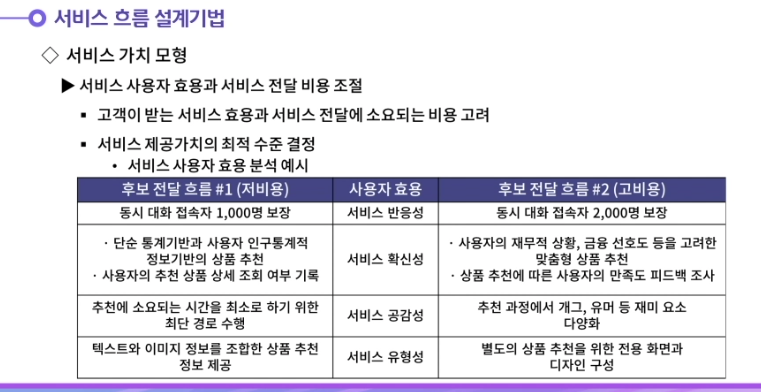 서비스 흐름 설계기법
◇ 서비스 가치 모형
▶ 서비스 사용자 효용과 서비스 전달 비용 조절
▪ 고객이 받는 서비스 효용과 서비스 전달에 소요되는 비용 고려
▪ 서비스 제공가치의 최적 수준 결정
• 서비스 사용자 효용 분석 예시
후보 전달 흐름 #1 (저비용) 사용자 효용 후보 전달 흐름 #2 (고비용)
동시 대화 접속자 1,000명 보장 서비스 반응성 동시 대화 접속자 2,000명 보장
· 단순 통계기반과 사용자 인구통계적
정보기반의 상품 추천
· 사용자의 추천 상품 상세 조회 여부 기록
서비스 확신성
· 사용자의 재무적 상황, 금융 선호도 등을 고려한
맞춤형 상품 추천
· 상품 추천에 따른 사용자의 만족도 피드백 조사
추천에 소요되는 시간을 최소로 하기 위한
최단 경로 수행
서비스 공감성
추천 과정에서 개그, 유머 등 재미 요소
다양화
텍스트와 이미지 정보를 조합한 상품 추천
정보 제공
서비스 유형성
별도의 상품 추천을 위한 전용 화면과
디자인 구성